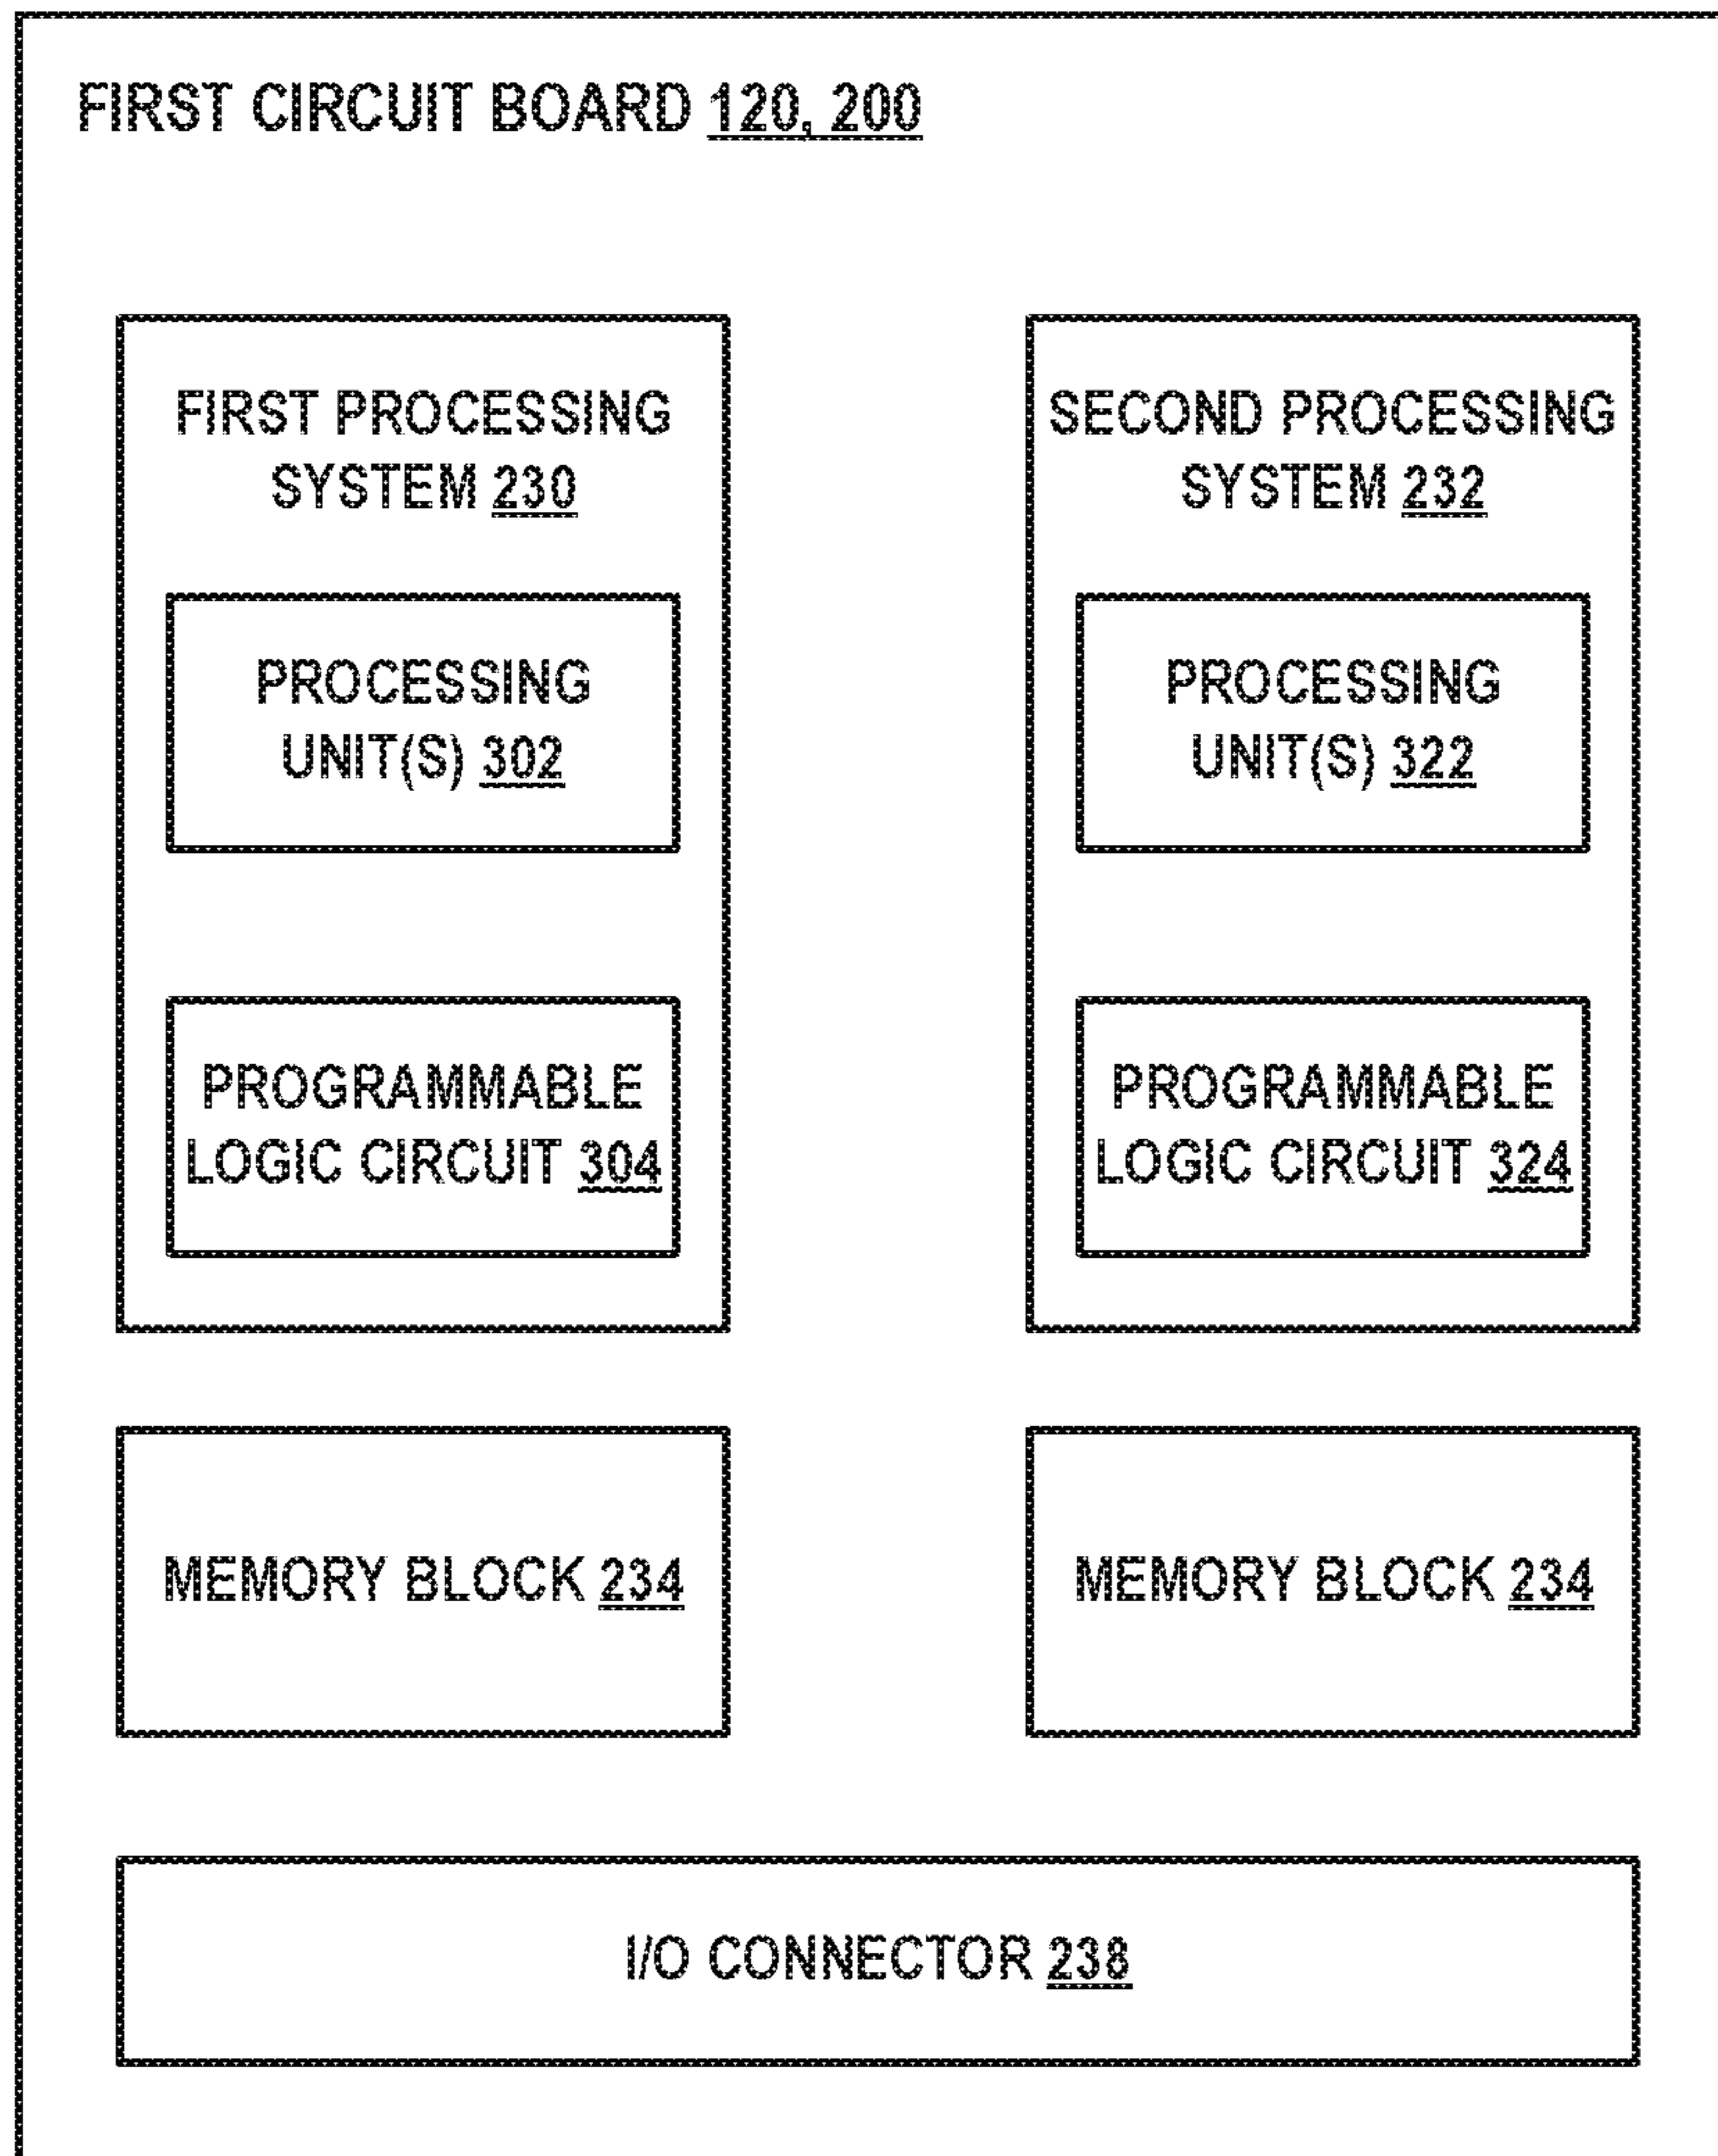 FIRST CIRCUIT BOARD 120, 200
FIRST PROCESSING
SYSTEM 230
PROCESSING
UNIT(S) 302
PROGRAMMABLE
LOGIC CIRCUIT 304
SECOND PROCESSING
SYSTEM 232
PROCESSING
UNIT(S) 322
PROGRAMMABLE
LOGIC CIRCUIT 324
MEMORY BLOCK 234
MEMORY BLOCK 234
I/O CONNECTOR 238